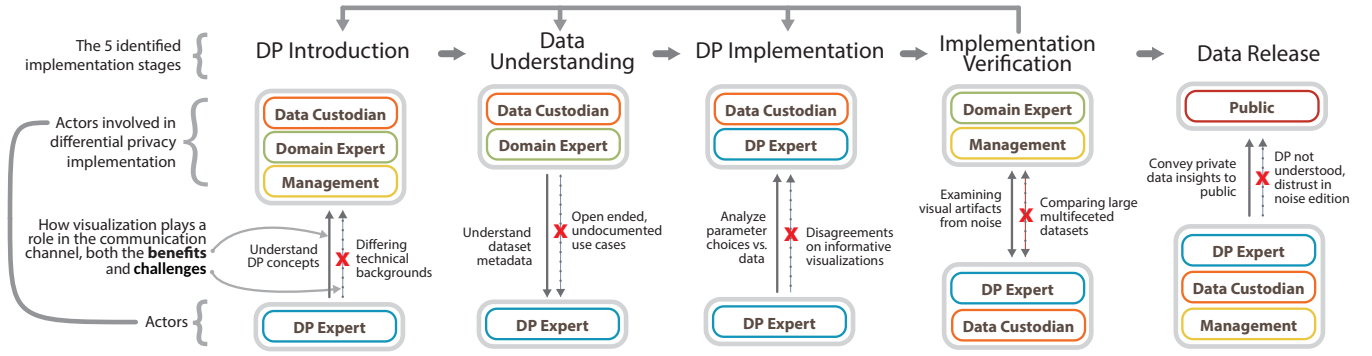 The 5 identified
implementation stages
DP Introduction
Data
Understanding
DP Implementation
Implementation
Verification
Data Release
Actors involved in
differential privacy
implementation
Data Custodian
Domain Expert
Management
Data Custodian
Domain Expert
Data Custodian
DP Expert
Domain Expert
Management
Public
How visualization plays a
role in the communication
channel, both the benefits
and challenges
Understand
DP concepts
X
Differing
technical
backgrounds
Understand
dataset
metadata
X
Open ended,
undocumented
use cases
Analyze
parameter
choices vs.
data
X
Disagreements
on informative
visualizations
Examining
visual artifacts
from noise
X
Comparing large
multifeceted
datasets
Convey private
data insights to
public
X
DP not
understood,
distrust in
noise edition
Actors
DP Expert
DP Expert
DP Expert
DP Expert
Data Custodian
DP Expert
Data Custodian
Management